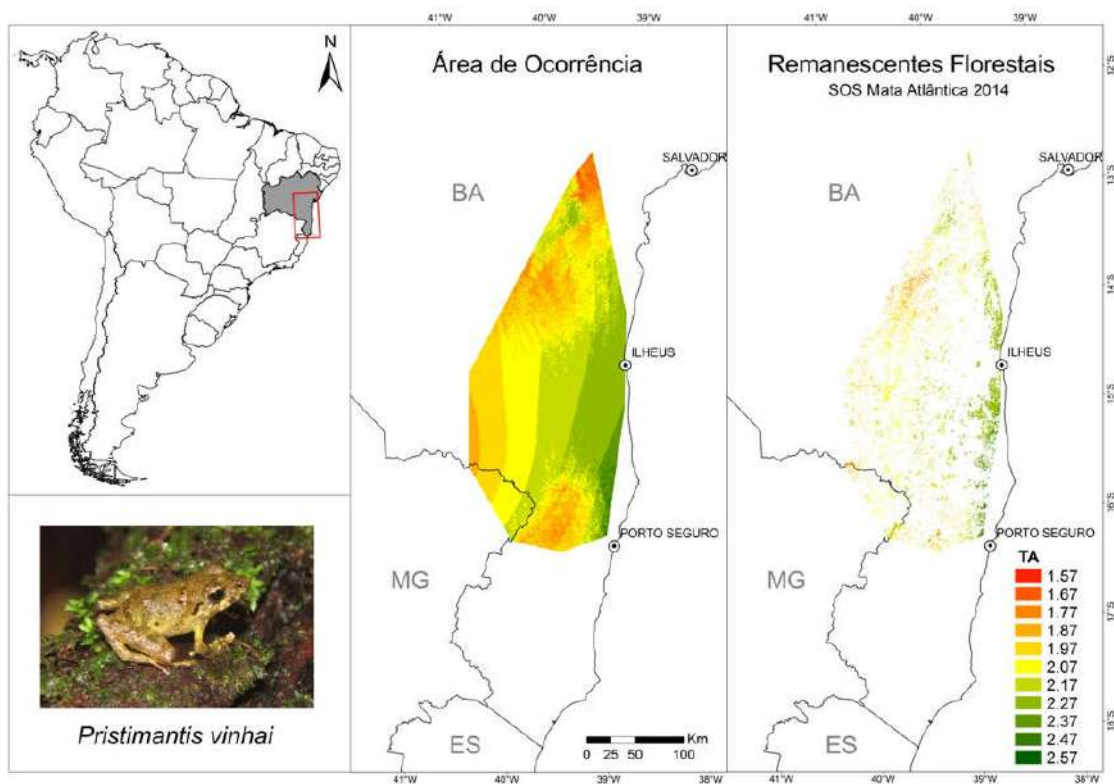 41°W 40°W 39°W 41°W 40°W 39°W
N
Área de Ocorrência
Remanescentes Florestais
SOS Mata Atlântica 2014
12°S
SALVADOR
SALVADOR
13°S
BA
BA
14°S
ILHEUS
ILHEUS
15°S
16°S
PORTO SEGURO
PORTO SEGURO
TA
1.57
1.67
1.77
1.87
1.97
2.07
2.17
2.27
2.37
2.47
2.57
MG
MG
17°S
18°S
Pristimantis vinhai
ES
ES
Km
0 25 50 100
41°W 40°W 39°W 38°W 41°W 40°W 39°W 38°W